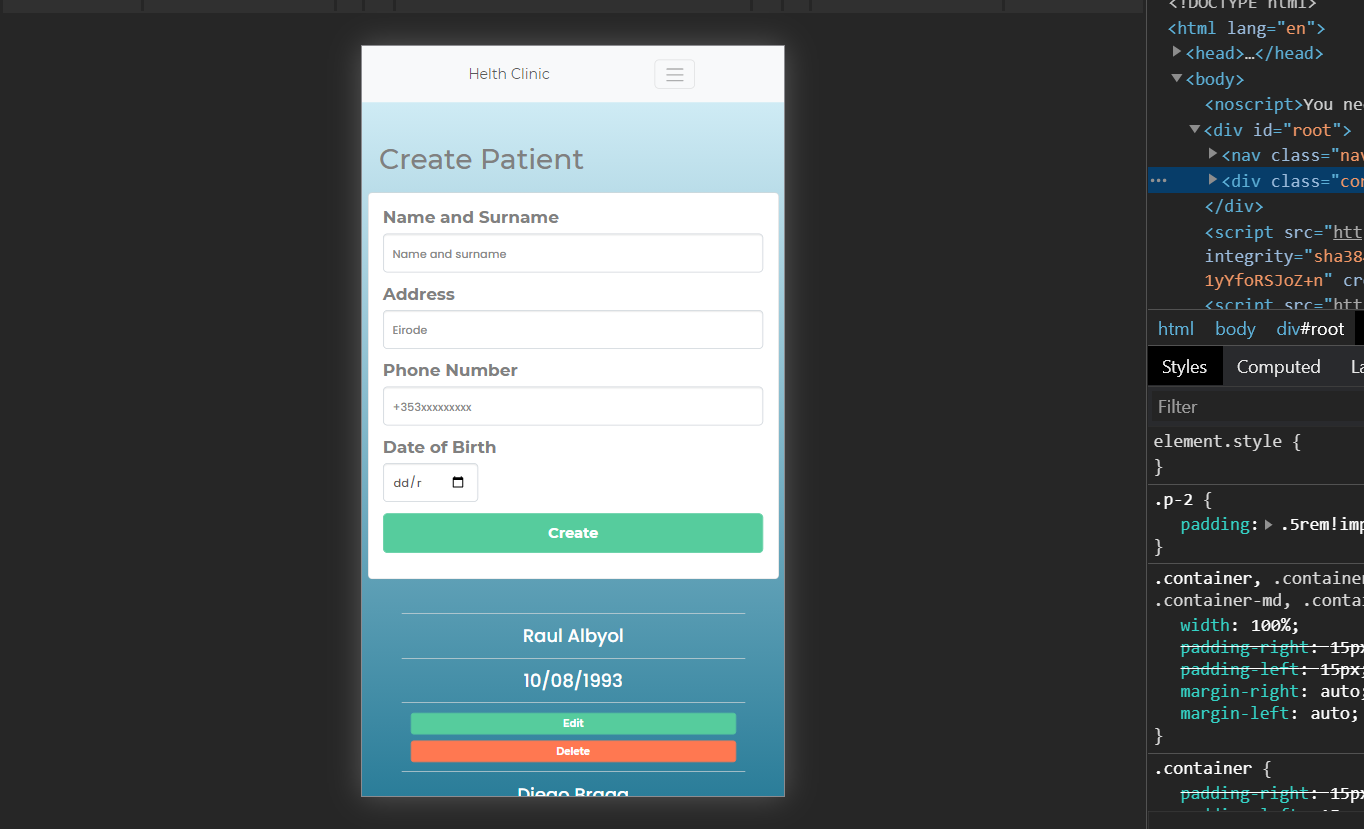 Helth Clinic
Create Patient
Name and Surname
Name and surname
Address
Eirode
Phone Number
+353xxxxxxxxx
Date of Birth
dd/r
Create
Raul Albyol
10/08/1993
Edit
Delete
Diego Braga
<!DOCTYPE html>
<html lang="en">
<head>…</head>
<body>
<noscript>You nee
<div id="root">
<nav class="nav
<div class="con
</div>
<script src="htt
integrity="sha384
1yYfoRSJoZ+n" cr
<script src="htt
html body div#root
Styles Computed La
Filter
element.style {
}
.p-2 {
padding: .5rem!imp
}
.container, .container
.container-md, .contai
width: 100%;
padding-right: 15px
padding-left: 15px;
margin-right: auto;
margin-left: auto;
}
.container {
padding-right: 15px